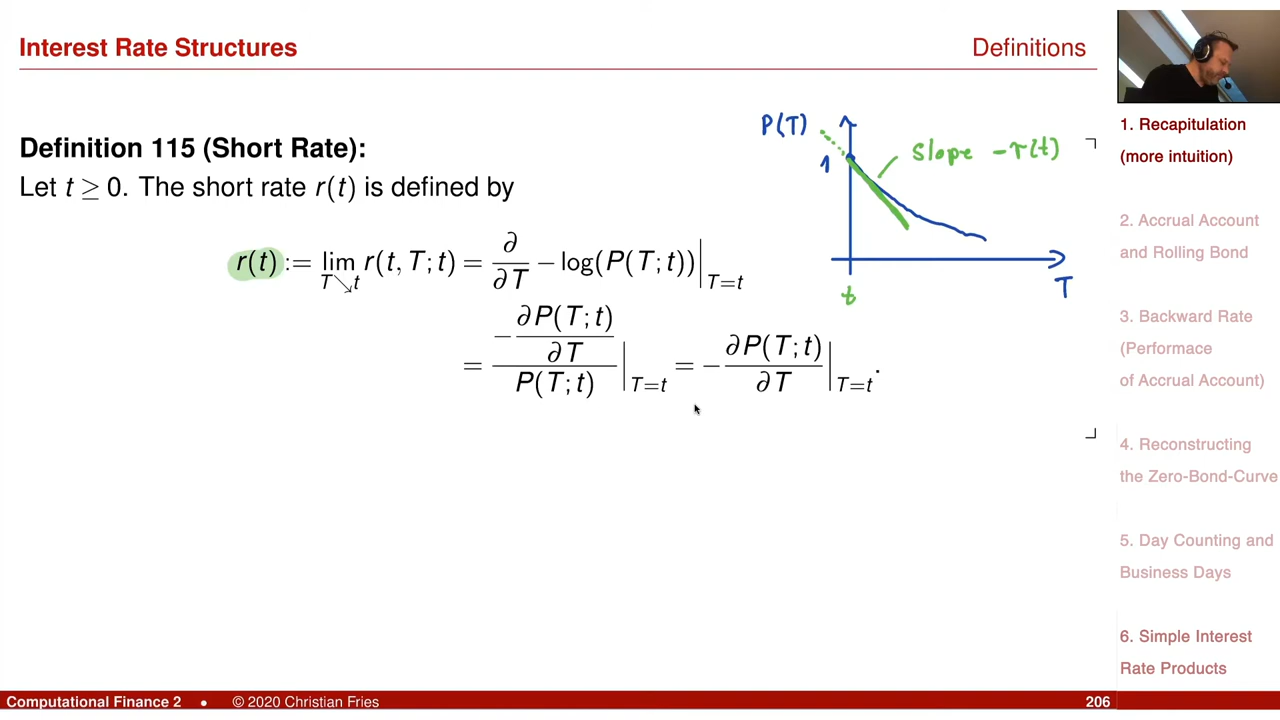 Interest Rate Structures
Definitions
Definition 115 (Short Rate):
Let t ≥ 0. The short rate r(t) is defined by
r(t) := lim_{T↘t} r(t, T; t) = ∂/∂T − log(P(T; t))|_{T=t}
= (−∂P(T; t)/∂T)/P(T; t)|_{T=t} = −∂P(T; t)/∂T|_{T=t}.
P(T)
1
slope −r(t)
t
T
1. Recapitulation
(more intuition)
2. Accrual Account
and Rolling Bond
3. Backward Rate
(Performace
of Accrual Account)
4. Reconstructing
the Zero-Bond-Curve
5. Day Counting and
Business Days
6. Simple Interest
Rate Products
Computational Finance 2 • © 2020 Christian Fries
206